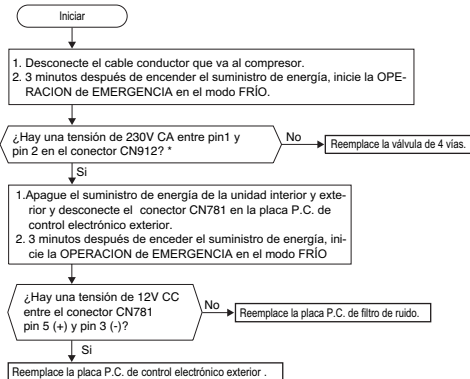 Iniciar
1. Desconecte el cable conductor que va al compresor.
2. 3 minutos después de encender el suministro de energía, inicie la OPE-
RACION de EMERGENCIA en el modo FRÍO.
¿Hay una tensión de 230V CA entre pin1 y
pin 2 en el conector CN912? *
No
Reemplace la válvula de 4 vías.
Si
1.Apague el suministro de energía de la unidad interior y exte-
rior y desconecte el conector CN781 en la placa P.C. de
control electrónico exterior.
2. 3 minutos después de enceder el suministro de energía, ini-
cie la OPERACION de EMERGENCIA en el modo FRÍO
¿Hay una tensión de 12V CC
entre el conector CN781
pin 5 (+) y pin 3 (-)?
No
Reemplace la placa P.C. de filtro de ruido.
Si
Reemplace la placa P.C. de control electrónico exterior .